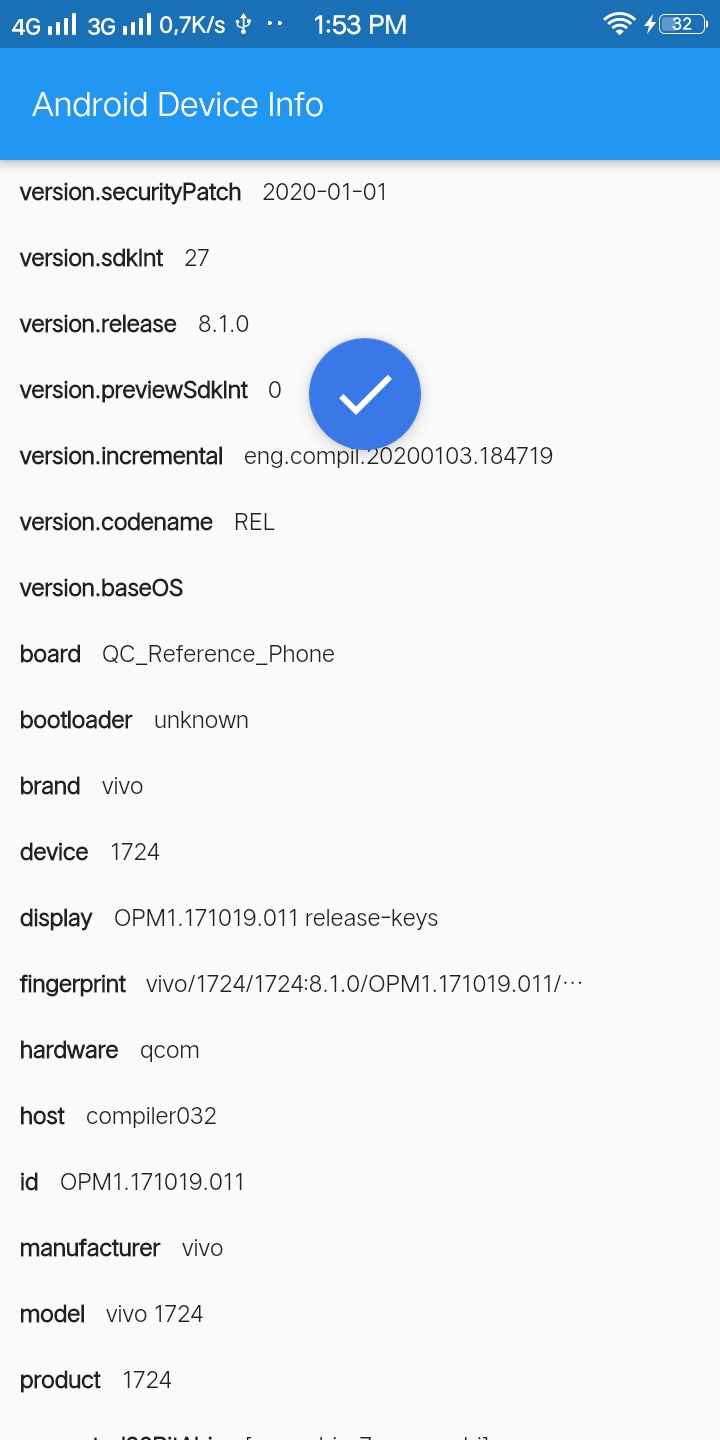 4G 3G 0,7K/s 1:53 PM 32
Android Device Info
version.securityPatch 2020-01-01
version.sdkInt 27
version.release 8.1.0
version.previewSdkInt 0
version.incremental eng.compil.20200103.184719
version.codename REL
version.baseOS
board QC_Reference_Phone
bootloader unknown
brand vivo
device 1724
display OPM1.171019.011 release-keys
fingerprint vivo/1724/1724:8.1.0/OPM1.171019.011/…
hardware qcom
host compiler032
id OPM1.171019.011
manufacturer vivo
model vivo 1724
product 1724